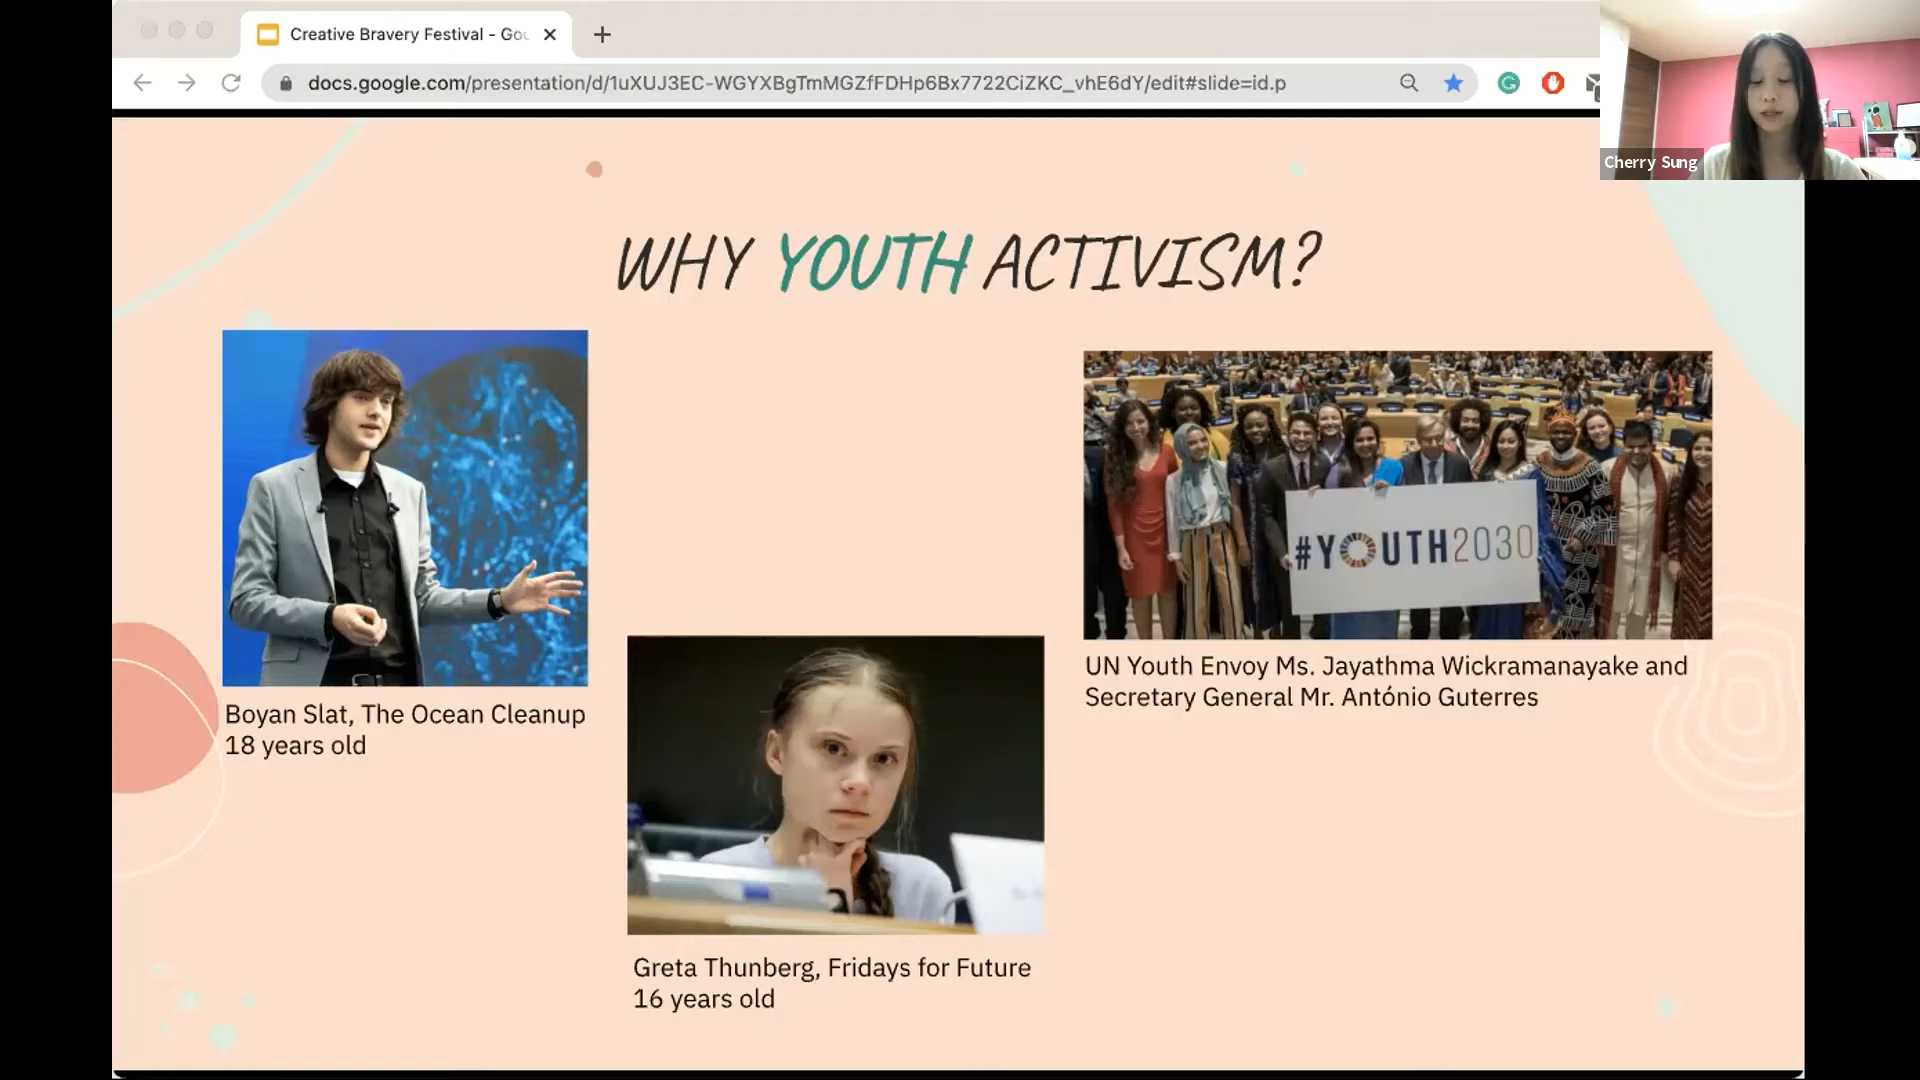 Creative Bravery Festival - Goo
docs.google.com/presentation/d/1uXUJ3EC-WGYXBgTmMGZfFDHp6Bx7722CiZKC_vhE6dY/edit#slide=id.p
Cherry Sung
WHY YOUTH ACTIVISM?
#YOUTH2030
UN Youth Envoy Ms. Jayathma Wickramanayake and
Secretary General Mr. António Guterres
Boyan Slat, The Ocean Cleanup
18 years old
Greta Thunberg, Fridays for Future
16 years old